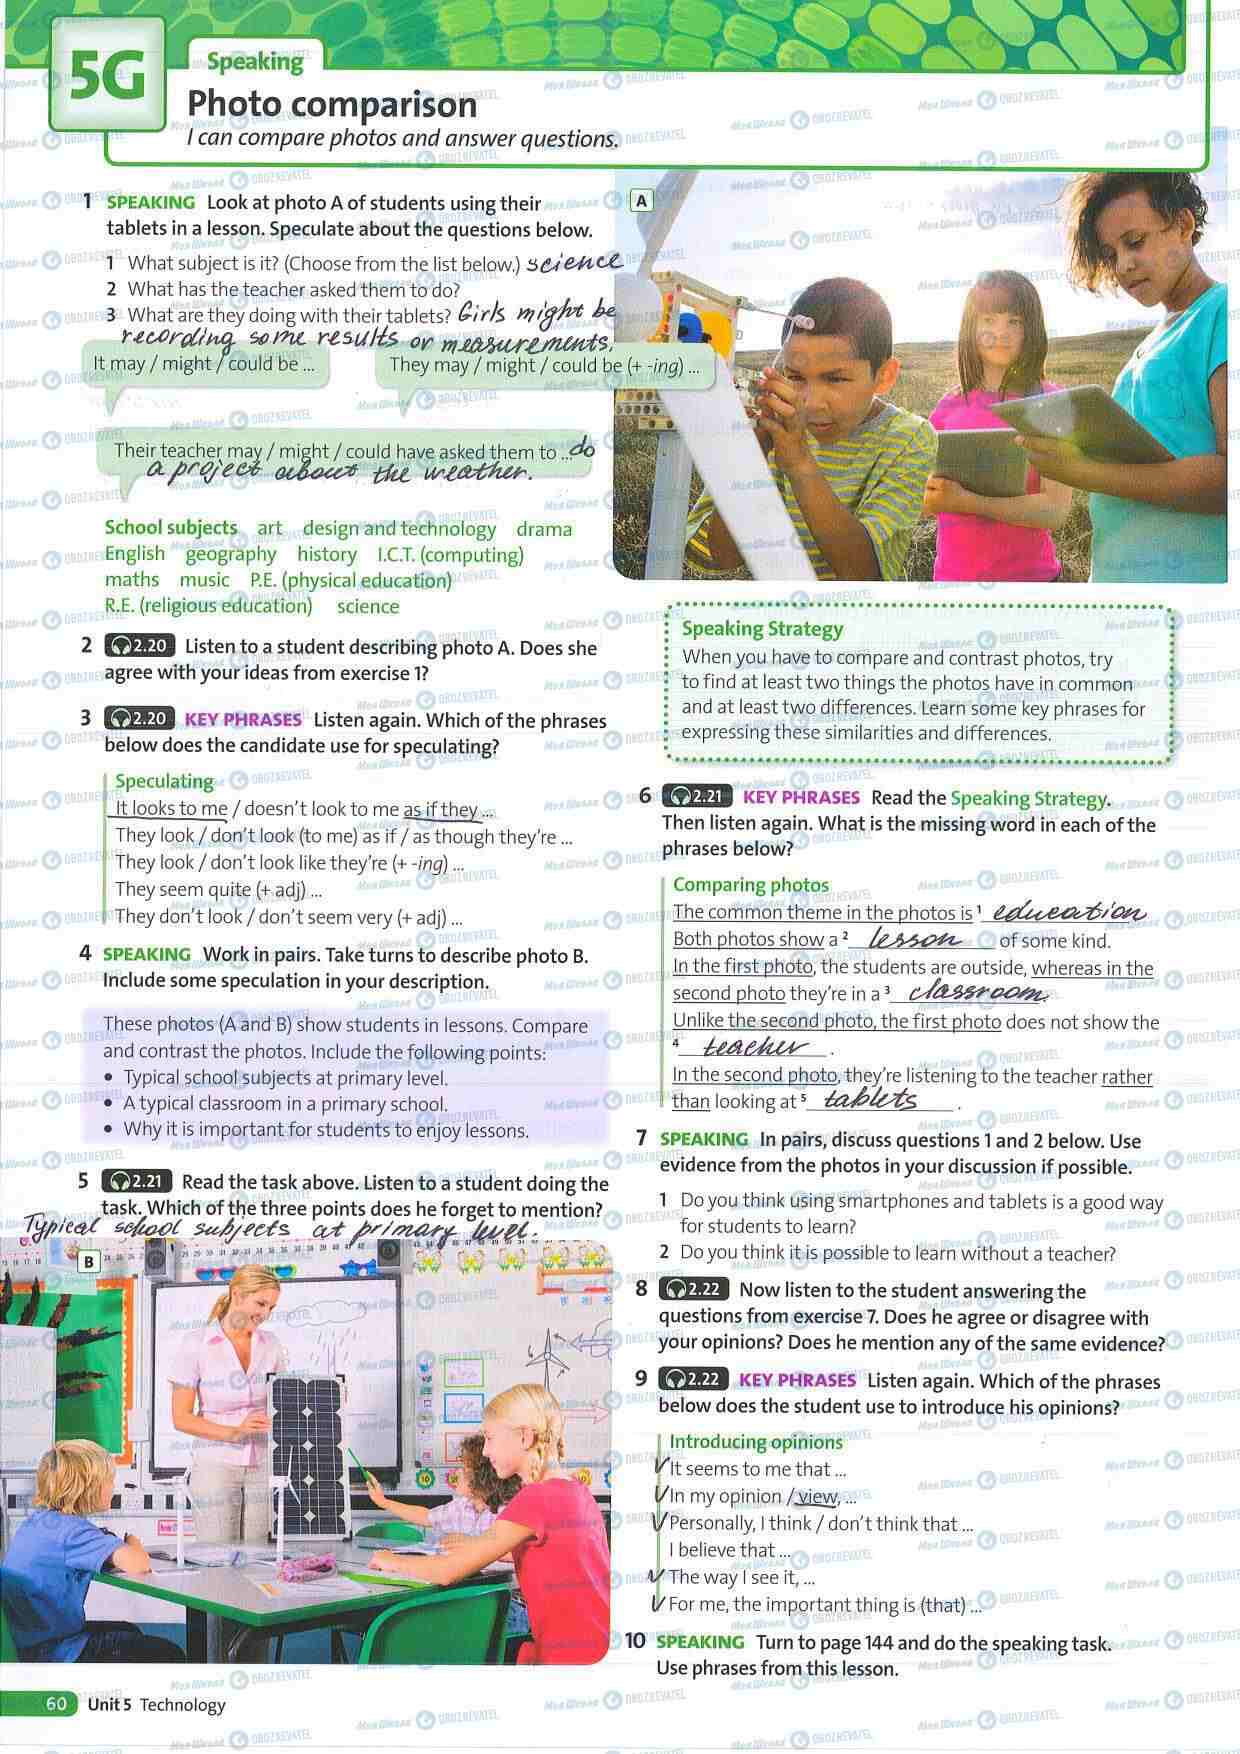 5G
Speaking
Photo comparison
I can compare photos and answer questions.
1 SPEAKING Look at photo A of students using their
tablets in a lesson. Speculate about the questions below.
1 What subject is it? (Choose from the list below.) science
2 What has the teacher asked them to do?
3 What are they doing with their tablets? Girls might be
recording some results or measurements.
It may / might / could be ...
They may / might / could be (+ -ing) ...
Their teacher may / might / could have asked them to ... do
a project about the weather.
School subjects art design and technology drama
English geography history I.C.T. (computing)
maths music P.E. (physical education)
R.E. (religious education) science
2 2.20 Listen to a student describing photo A. Does she
agree with your ideas from exercise 1?
3 2.20 KEY PHRASES Listen again. Which of the phrases
below does the candidate use for speculating?
Speculating
It looks to me / doesn't look to me as if they ...
They look / don't look (to me) as if / as though they're ...
They look / don't look like they're (+ -ing) ...
They seem quite (+ adj) ...
They don't look / don't seem very (+ adj) ...
4 SPEAKING Work in pairs. Take turns to describe photo B.
Include some speculation in your description.
These photos (A and B) show students in lessons. Compare
and contrast the photos. Include the following points:
• Typical school subjects at primary level.
• A typical classroom in a primary school.
• Why it is important for students to enjoy lessons.
5 2.21 Read the task above. Listen to a student doing the
task. Which of the three points does he forget to mention?
Typical school subjects at primary level.
B
A
Speaking Strategy
When you have to compare and contrast photos, try
to find at least two things the photos have in common
and at least two differences. Learn some key phrases for
expressing these similarities and differences.
6 2.21 KEY PHRASES Read the Speaking Strategy.
Then listen again. What is the missing word in each of the
phrases below?
Comparing photos
The common theme in the photos is 1 education
Both photos show a 2 lesson of some kind.
In the first photo, the students are outside, whereas in the
second photo they're in a 3 classroom.
Unlike the second photo, the first photo does not show the
4 teacher .
In the second photo, they're listening to the teacher rather
than looking at 5 tablets .
7 SPEAKING In pairs, discuss questions 1 and 2 below. Use
evidence from the photos in your discussion if possible.
1 Do you think using smartphones and tablets is a good way
for students to learn?
2 Do you think it is possible to learn without a teacher?
8 2.22 Now listen to the student answering the
questions from exercise 7. Does he agree or disagree with
your opinions? Does he mention any of the same evidence?
9 2.22 KEY PHRASES Listen again. Which of the phrases
below does the student use to introduce his opinions?
Introducing opinions
✓ It seems to me that ...
✓ In my opinion / view, ...
✓ Personally, I think / don't think that ...
I believe that ...
✓ The way I see it, ...
✓ For me, the important thing is (that) ...
10 SPEAKING Turn to page 144 and do the speaking task.
Use phrases from this lesson.
60 Unit 5 Technology
OBOZREVATEL